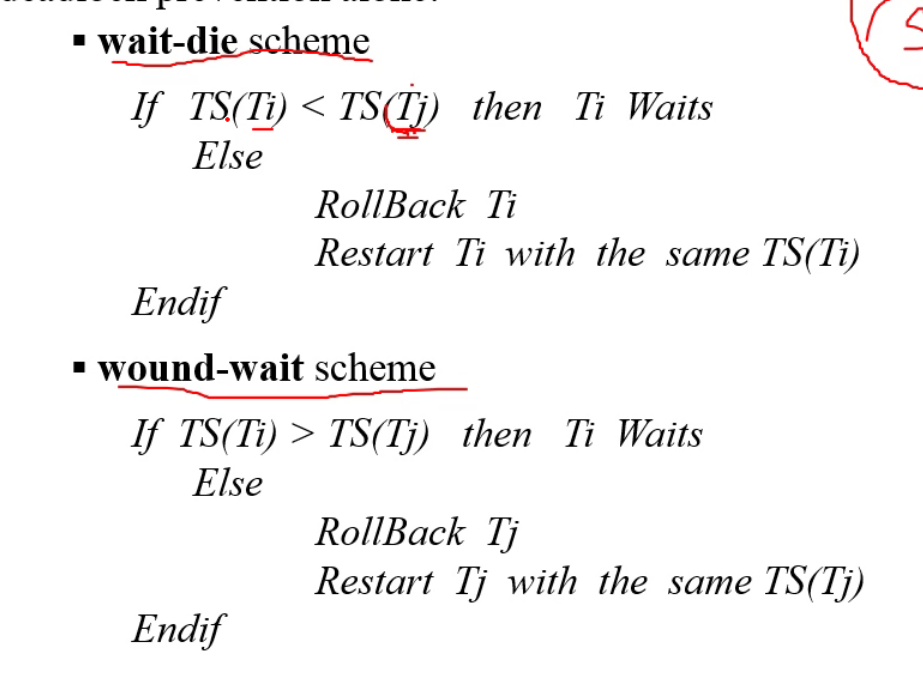 ▪ wait-die scheme
If TS(Ti) < TS(Tj) then Ti Waits
Else
RollBack Ti
Restart Ti with the same TS(Ti)
Endif
▪ wound-wait scheme
If TS(Ti) > TS(Tj) then Ti Waits
Else
RollBack Tj
Restart Tj with the same TS(Tj)
Endif